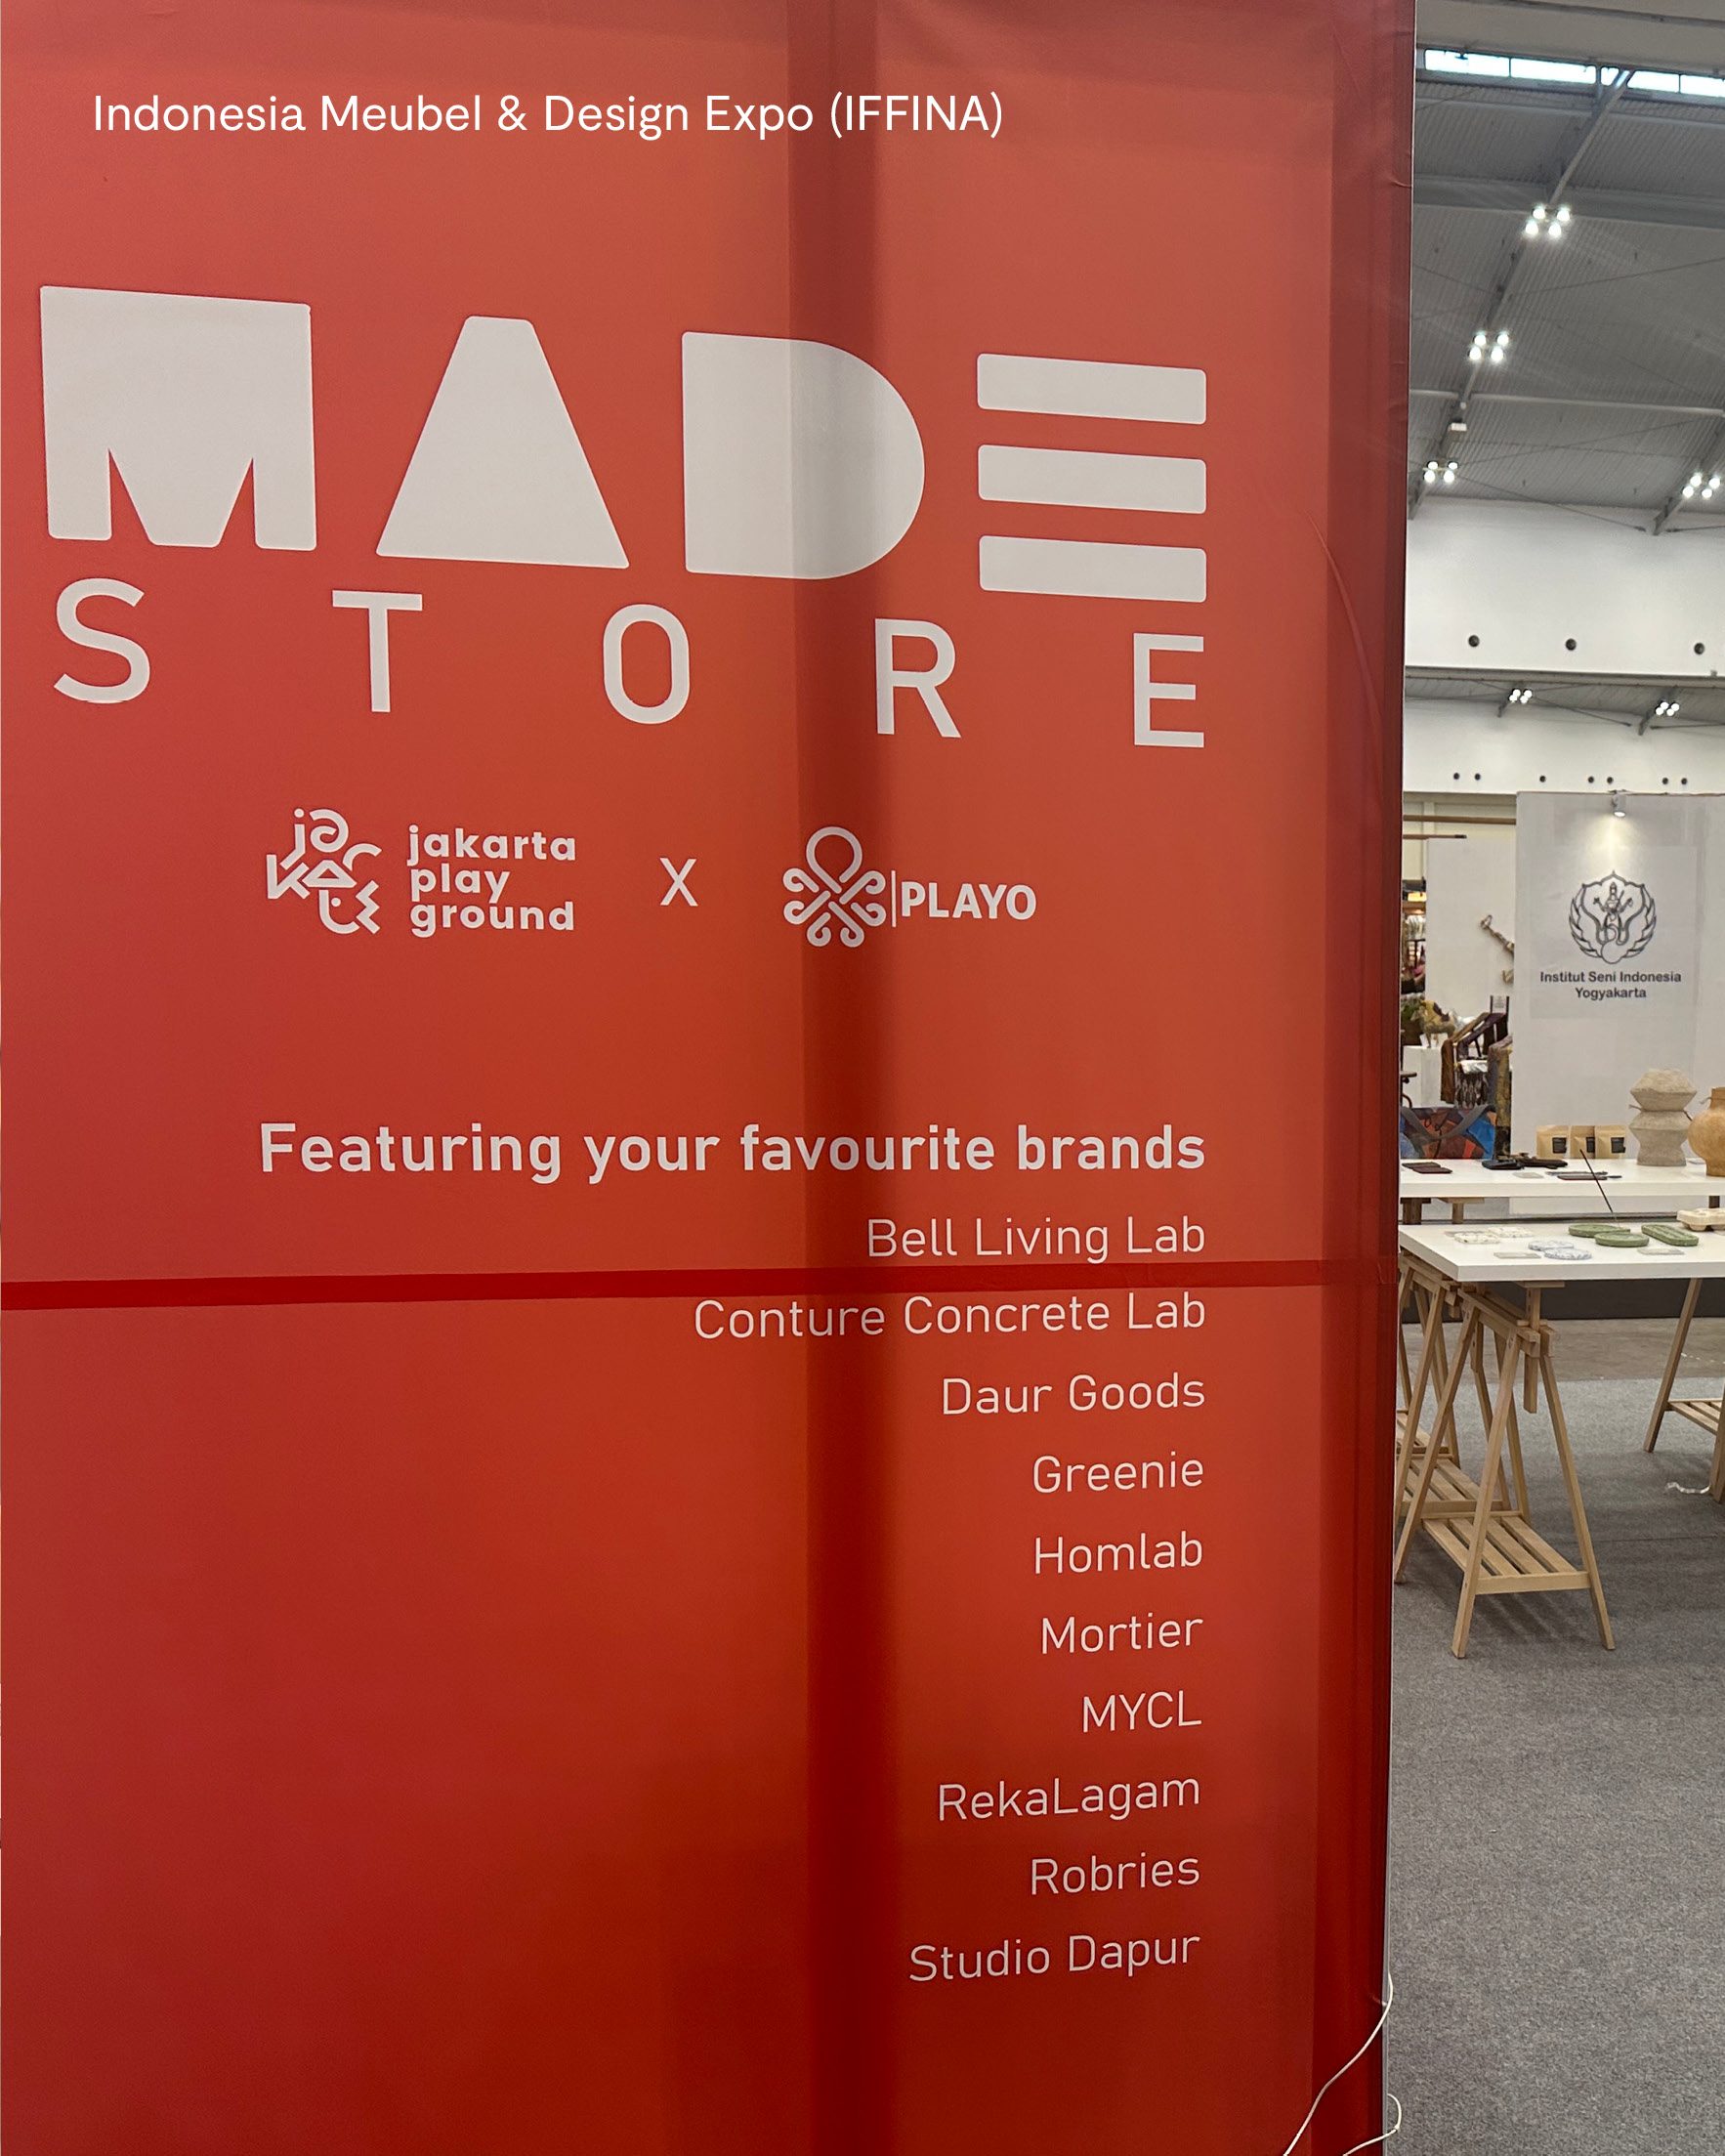 Indonesia Meubel & Design Expo (IFFINA)
MADE
STORE
jakarta
play
ground
X
PLAYO
Featuring your favourite brands
Bell Living Lab
Conture Concrete Lab
Daur Goods
Greenie
Homlab
Mortier
MYCL
RekaLagam
Robries
Studio Dapur
Institut Seni Indonesia
Yogyakarta